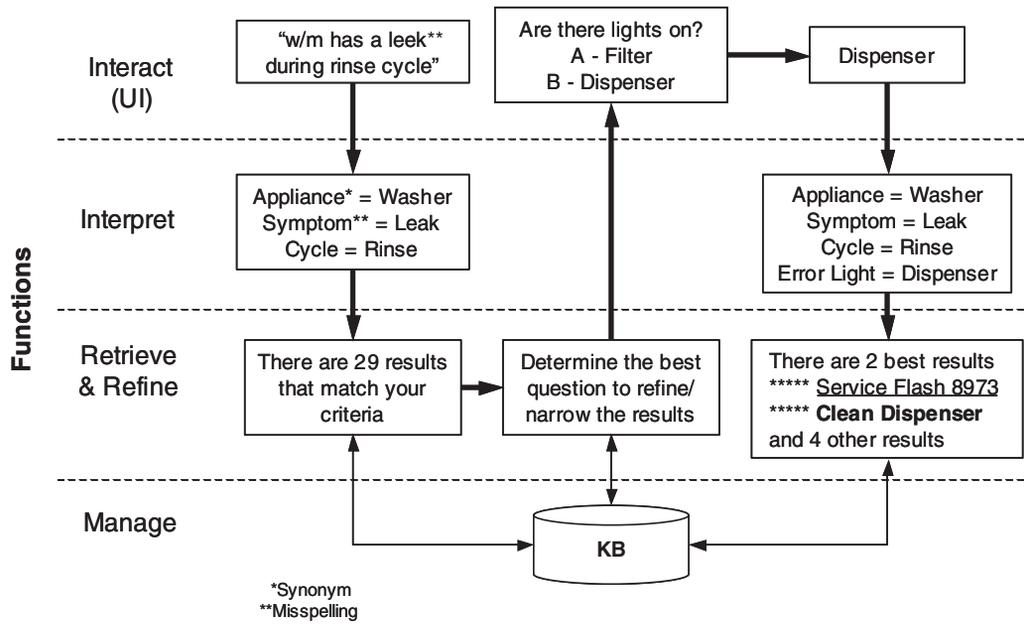 Functions
Interact
(UI)
“w/m has a leek**
during rinse cycle”
Are there lights on?
A - Filter
B - Dispenser
Dispenser
Interpret
Appliance* = Washer
Symptom** = Leak
Cycle = Rinse
Appliance = Washer
Symptom = Leak
Cycle = Rinse
Error Light = Dispenser
Retrieve
& Refine
There are 29 results
that match your
criteria
Determine the best
question to refine/
narrow the results
There are 2 best results
***** Service Flash 8973
***** Clean Dispenser
and 4 other results
Manage
KB
*Synonym
**Misspelling